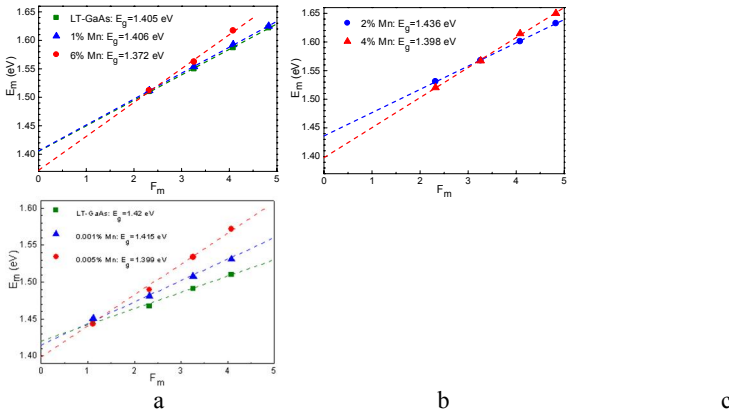 LT-GaAs: Eg=1.405 eV
1% Mn: Eg=1.406 eV
6% Mn: Eg=1.372 eV
1.60
1.55
1.50
1.45
1.40
Em (eV)
0 1 2 3 4 5
Fm
2% Mn: Eg=1.436 eV
4% Mn: Eg=1.398 eV
1.65
1.60
1.55
1.50
1.45
1.40
Em (eV)
0 1 2 3 4 5
Fm
LT-GaAs: Eg=1.42 eV
0.001% Mn: Eg=1.415 eV
0.005% Mn: Eg=1.399 eV
1.60
1.55
1.50
1.45
1.40
Em (eV)
0 1 2 3 4 5
Fm
a b c